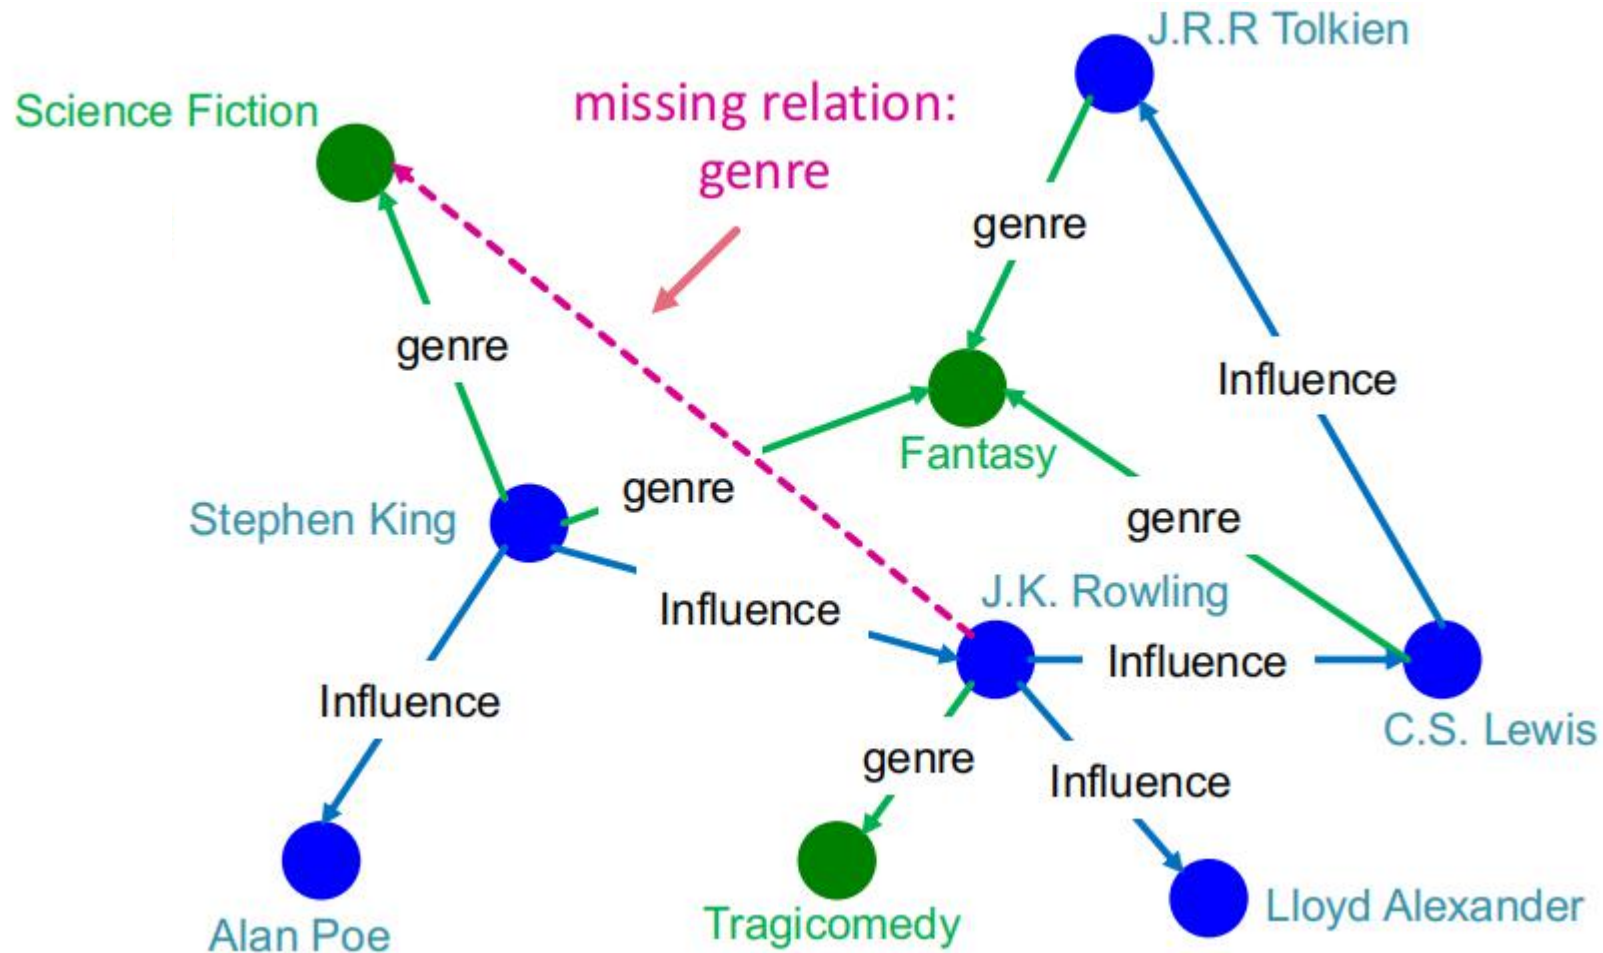 J.R.R Tolkien
Science Fiction
missing relation:
genre
genre
genre
Influence
Fantasy
genre
Stephen King
genre
J.K. Rowling
Influence
Influence
Influence
C.S. Lewis
genre
Influence
Alan Poe
Tragicomedy
Lloyd Alexander